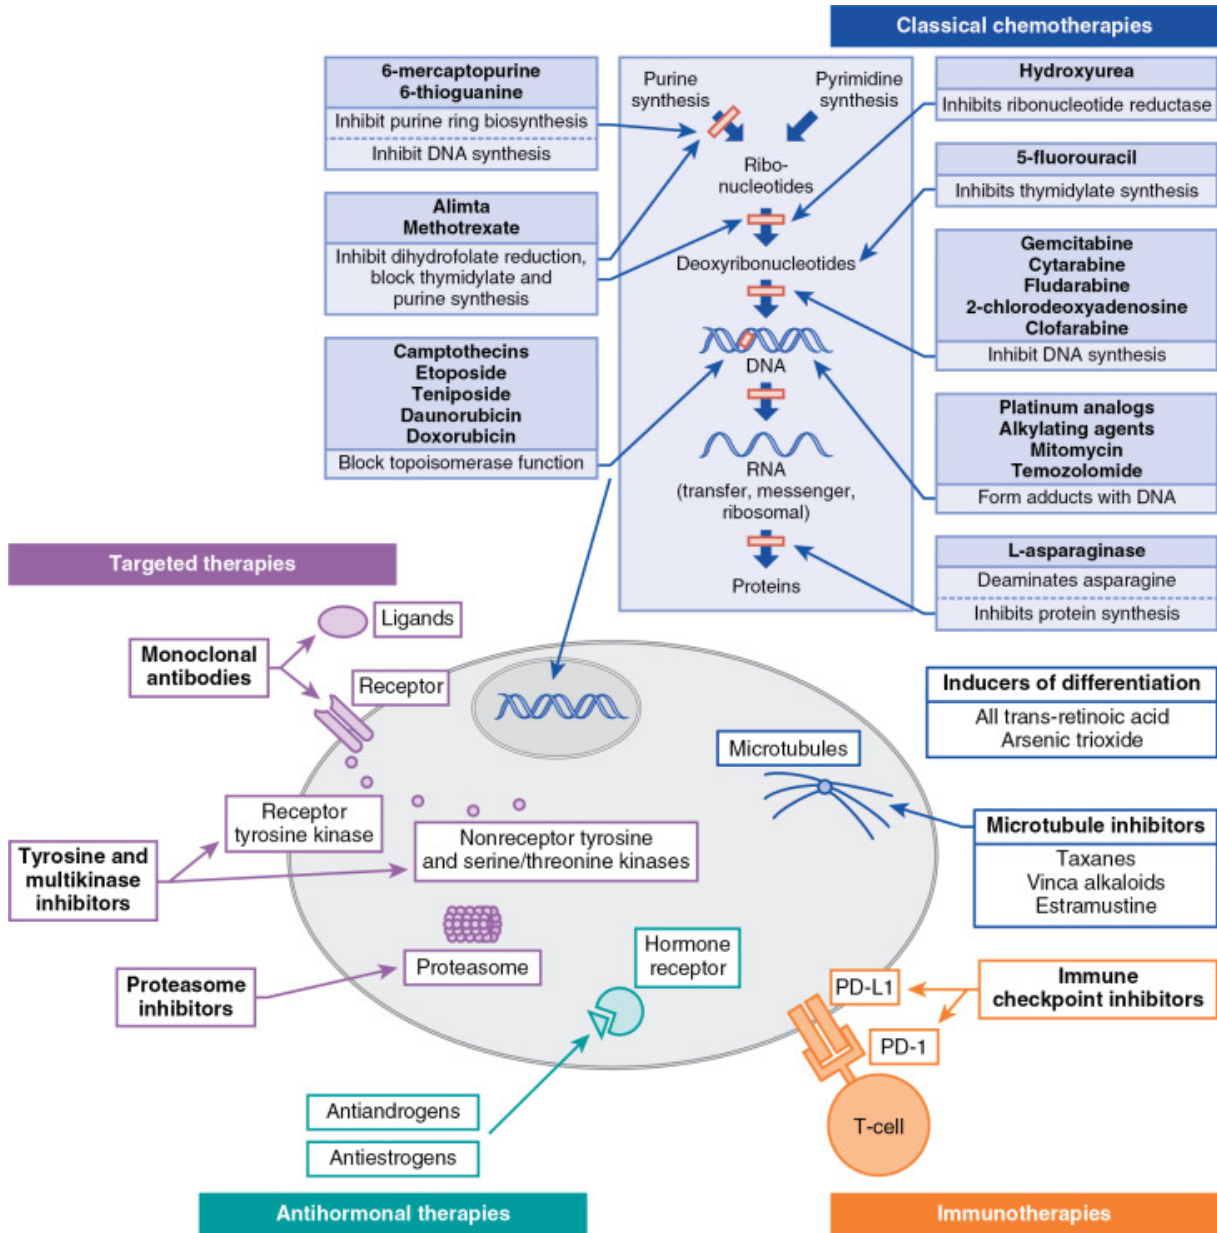 Classical chemotherapies
6-mercaptopurine
6-thioguanine
Inhibit purine ring biosynthesis
Inhibit DNA synthesis
Alimta
Methotrexate
Inhibit dihydrofolate reduction,
block thymidylate and
purine synthesis
Camptothecins
Etoposide
Teniposide
Daunorubicin
Doxorubicin
Block topoisomerase function
Purine
synthesis
Pyrimidine
synthesis
Ribo-
nucleotides
Deoxyribonucleotides
DNA
RNA
(transfer, messenger,
ribosomal)
Proteins
Hydroxyurea
Inhibits ribonucleotide reductase
5-fluorouracil
Inhibits thymidylate synthesis
Gemcitabine
Cytarabine
Fludarabine
2-chlorodeoxyadenosine
Clofarabine
Inhibit DNA synthesis
Platinum analogs
Alkylating agents
Mitomycin
Temozolomide
Form adducts with DNA
L-asparaginase
Deaminates asparagine
Inhibits protein synthesis
Targeted therapies
Ligands
Monoclonal
antibodies
Receptor
Receptor
tyrosine kinase
Nonreceptor tyrosine
and serine/threonine kinases
Tyrosine and
multikinase
inhibitors
Proteasome
Proteasome
inhibitors
Microtubules
Inducers of differentiation
All trans-retinoic acid
Arsenic trioxide
Microtubule inhibitors
Taxanes
Vinca alkaloids
Estramustine
Hormone
receptor
PD-L1
PD-1
Immune
checkpoint inhibitors
T-cell
Antiandrogens
Antiestrogens
Antihormonal therapies
Immunotherapies